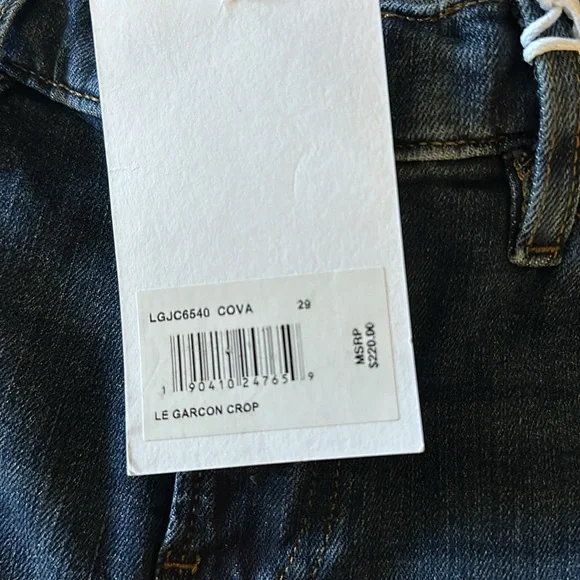 LGJC6540 COVA 29
1 90410 24765 9
MSRP
$220.00
LE GARCON CROP